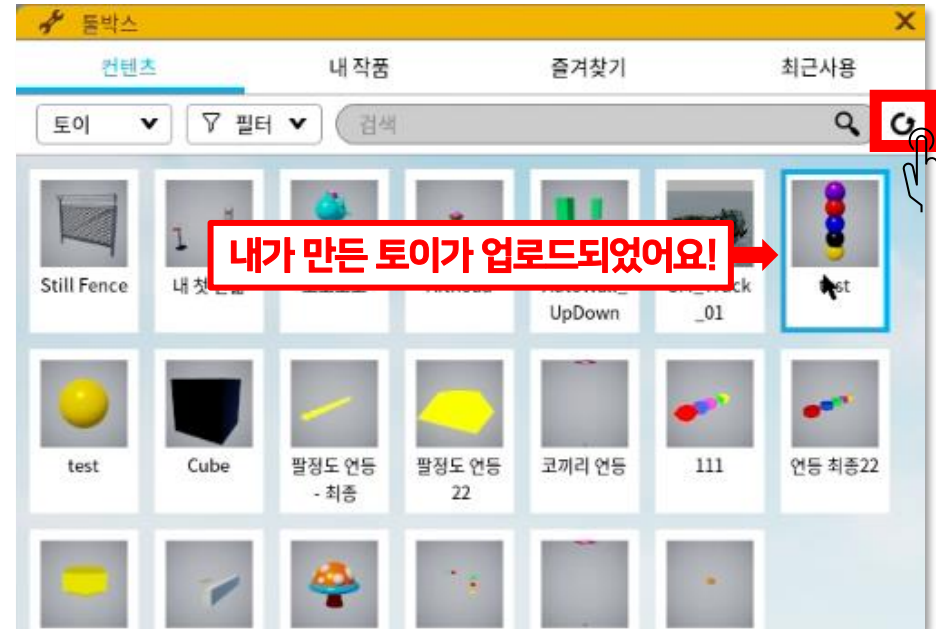 툴박스
컨텐츠
내 작품
즐겨찾기
최근사용
토이
필터
검색
내가 만든 토이가 업로드되었어요!
Still Fence
내 첫
UpDown
_01
test
Cube
팔정도 연등
- 최종
팔정도 연등
22
코끼리 연등
111
연등 최종22